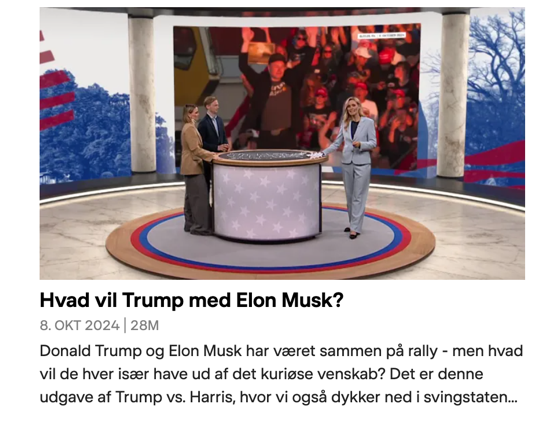 Hvad vil Trump med Elon Musk?
8. OKT 2024 | 28M
Donald Trump og Elon Musk har været sammen på rally - men hvad
vil de hver især have ud af det kuriøse venskab? Det er denne
udgave af Trump vs. Harris, hvor vi også dykker ned i svingstaten...